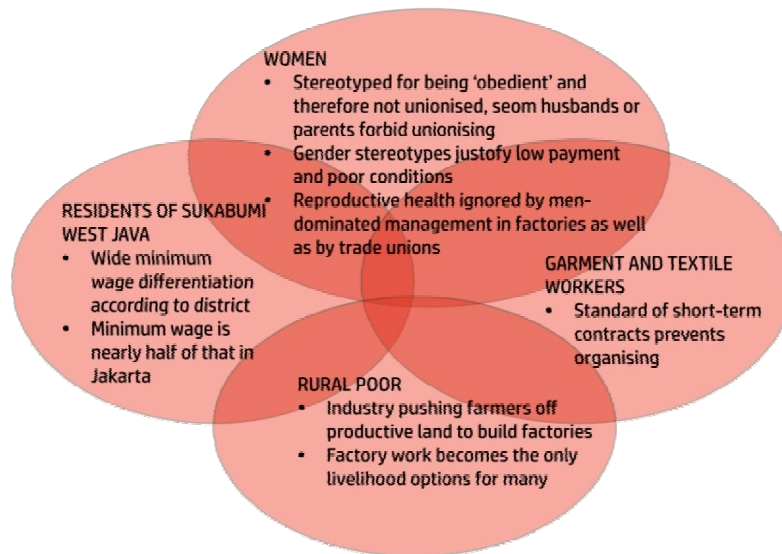 WOMEN
• Stereotyped for being ‘obedient’ and
therefore not unionised, seom husbands or
parents forbid unionising
• Gender stereotypes justofy low payment
and poor conditions
• Reproductive health ignored by men-
dominated management in factories as well
as by trade unions
RESIDENTS OF SUKABUMI
WEST JAVA
• Wide minimum
wage differentiation
according to district
• Minimum wage is
nearly half of that in
Jakarta
GARMENT AND TEXTILE
WORKERS
• Standard of short-term
contracts prevents
organising
RURAL POOR
• Industry pushing farmers off
productive land to build factories
• Factory work becomes the only
livelihood options for many